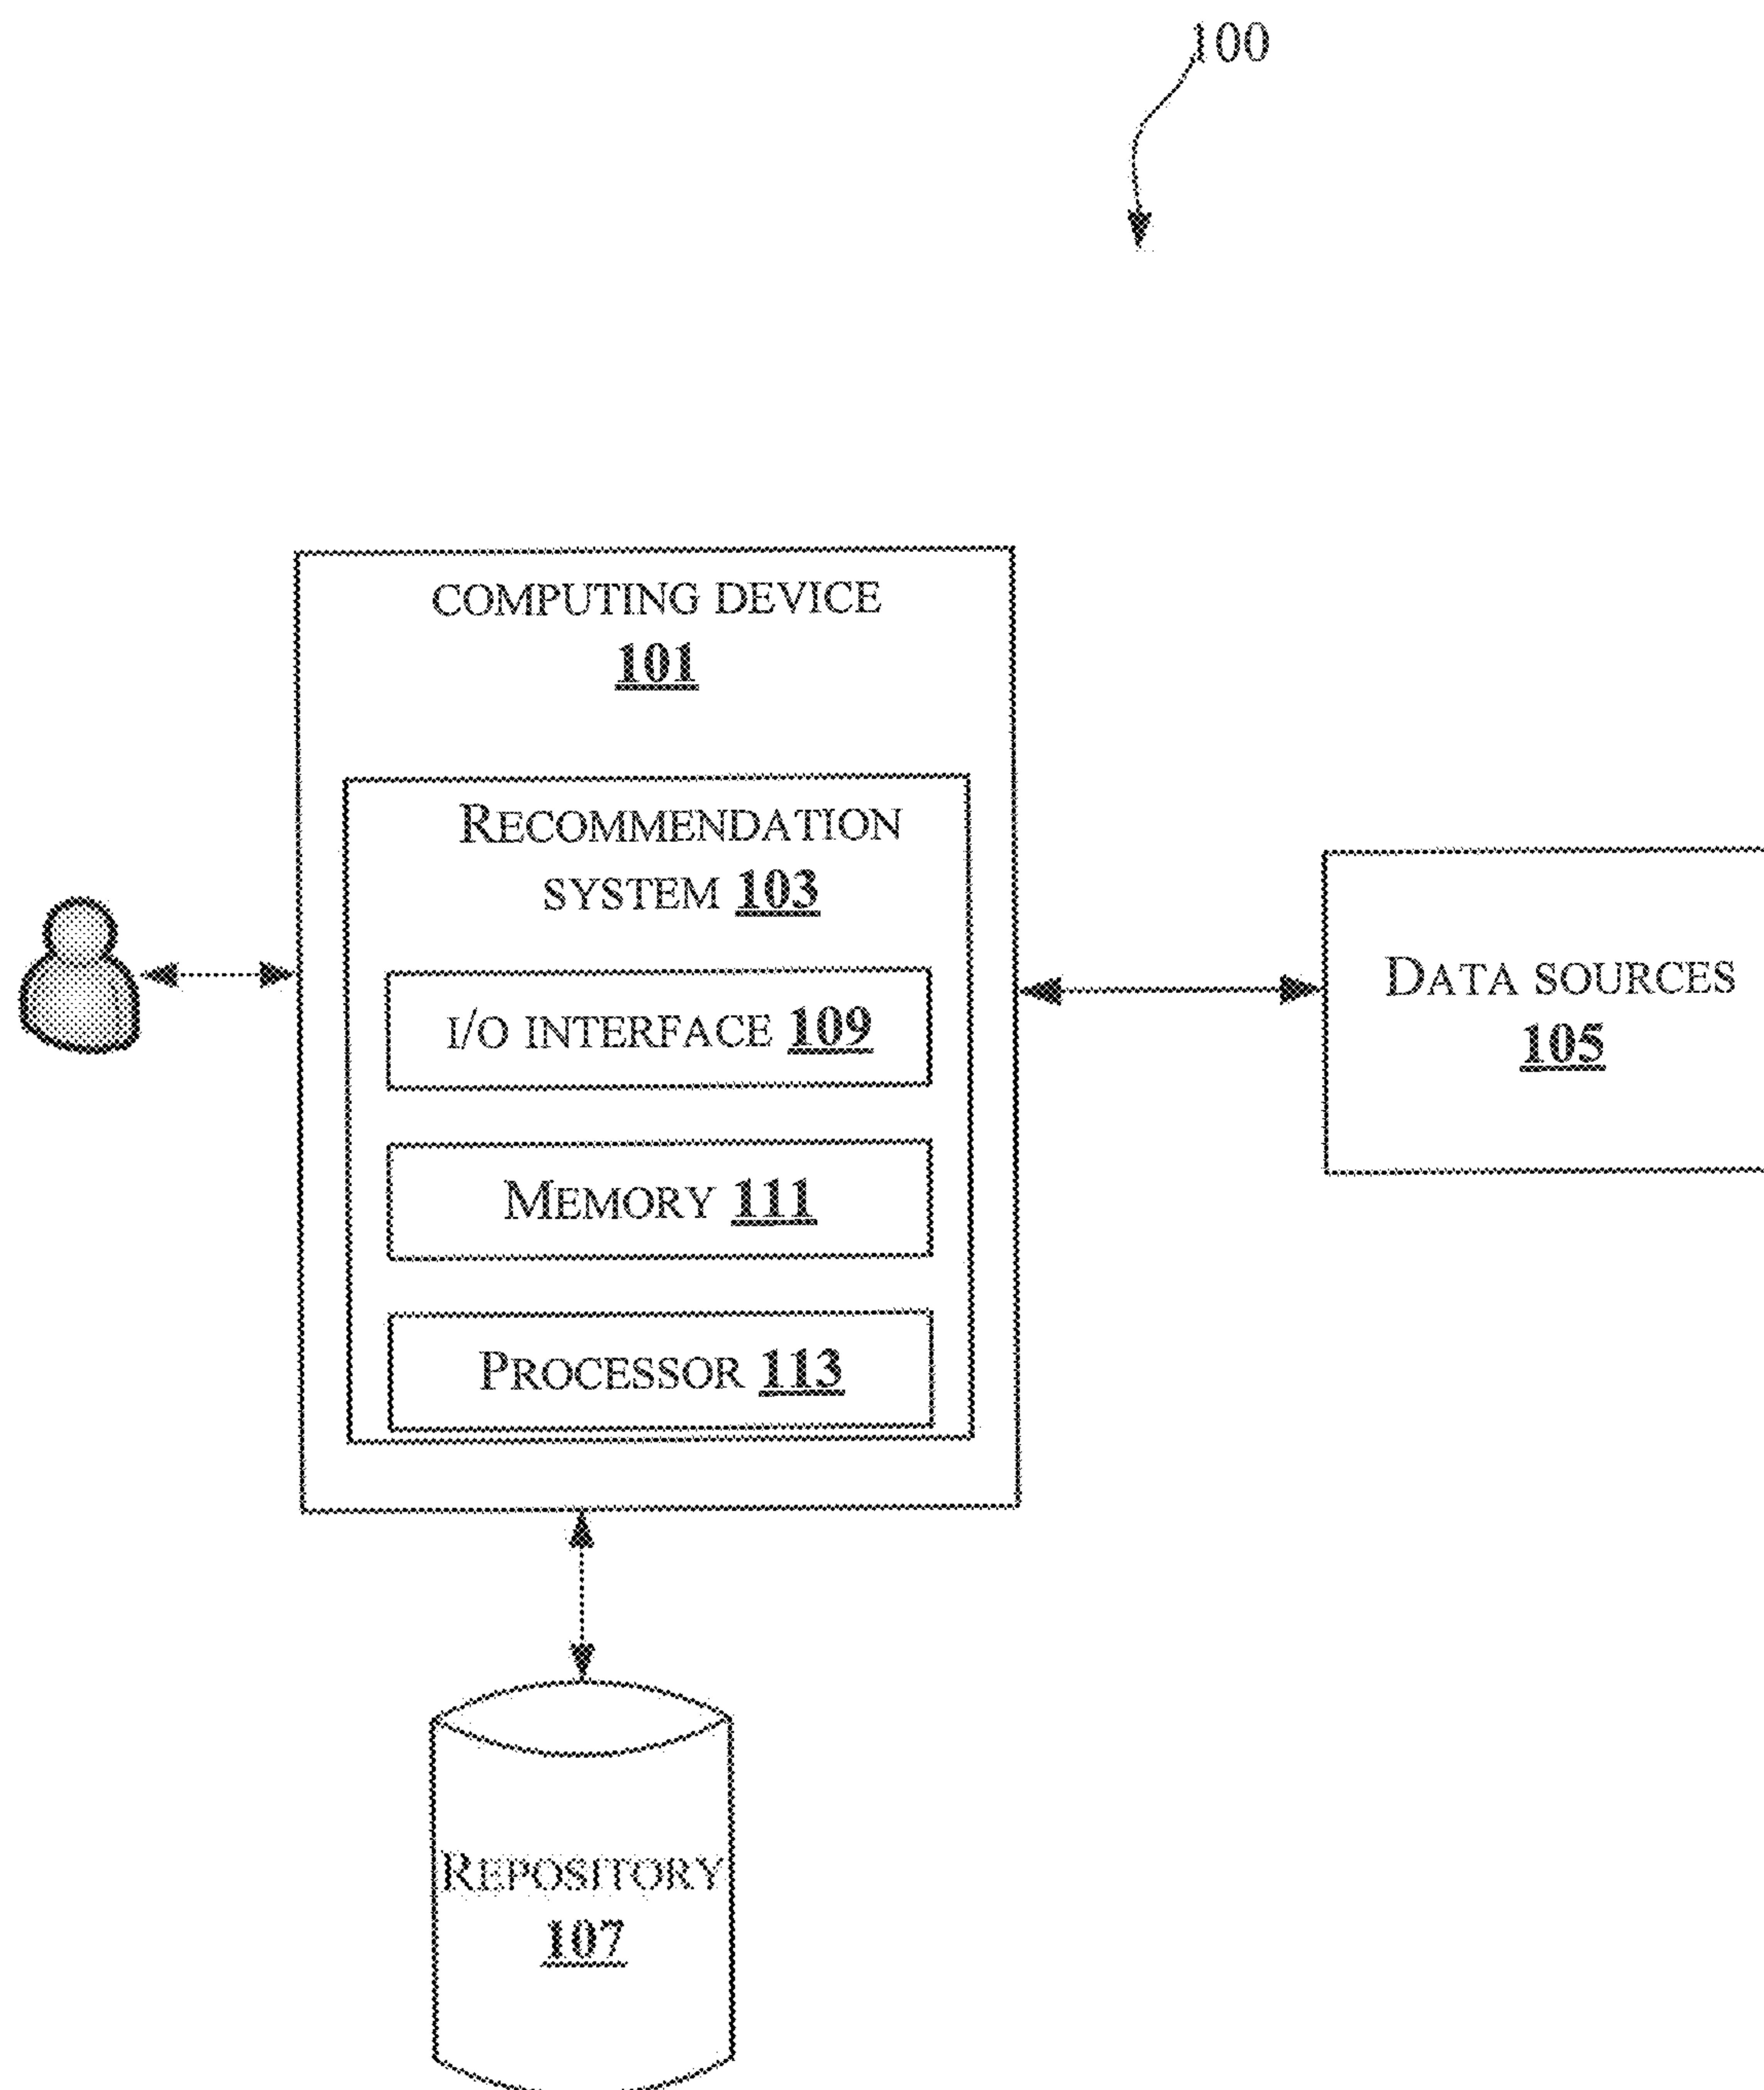 100
COMPUTING DEVICE
101
RECOMMENDATION
SYSTEM 103
I/O INTERFACE 109
MEMORY 111
PROCESSOR 113
DATA SOURCES
105
REPOSITORY
107